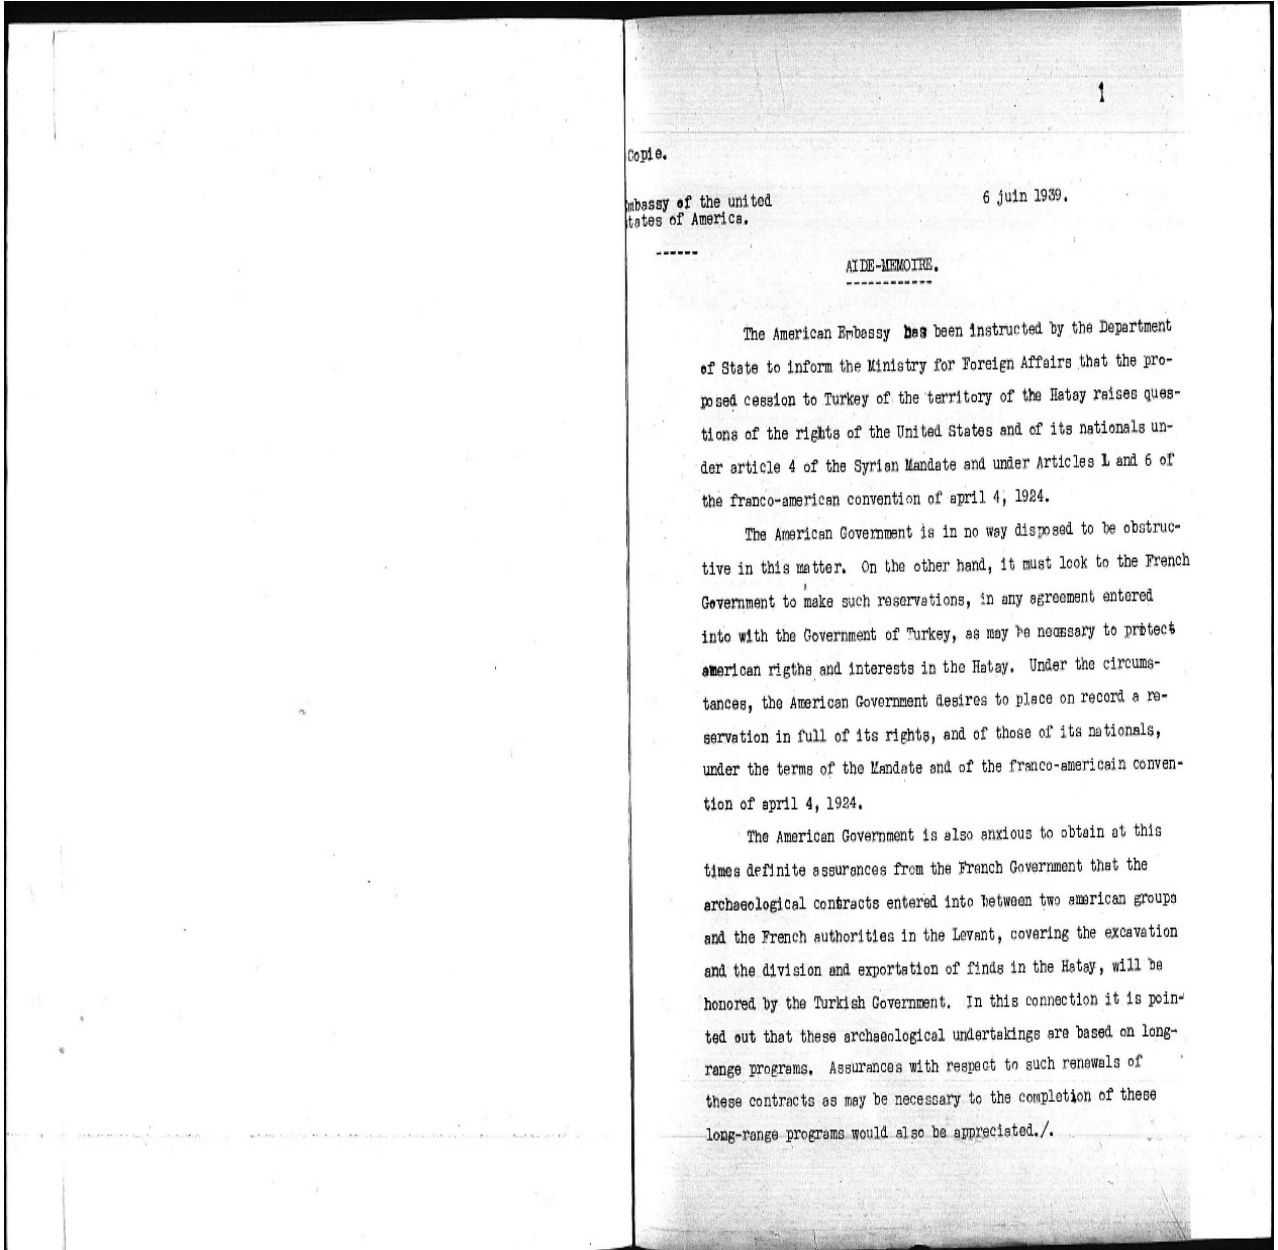 1
Copie.
mbassy of the united
6 juin 1939.
tates of America.
------
AIDE-MEMOIRE.
------------
The American Embassy has been instructed by the Department
of State to inform the Ministry for Foreign Affairs that the pro-
posed cession to Turkey of the territory of the Hatay raises ques-
tions of the rights of the United States and of its nationals un-
der article 4 of the Syrian Mandate and under Articles 1 and 6 of
the franco-american convention of april 4, 1924.
The American Government is in no way disposed to be obstruc-
tive in this matter. On the other hand, it must look to the French
Government to make such reservations, in any agreement entered
into with the Government of Turkey, as may be necessary to protect
american rigths and interests in the Hatay. Under the circums-
tances, the American Government desires to place on record a re-
servation in full of its rights, and of those of its nationals,
under the terms of the Mandate and of the franco-americain conven-
tion of april 4, 1924.
The American Government is also anxious to obtain at this
times definite assurances from the French Government that the
archaeological contracts entered into between two american groups
and the French authorities in the Levant, covering the excavation
and the division and exportation of finds in the Hatay, will be
honored by the Turkish Government. In this connection it is poin-
ted out that these archaeological undertakings are based on long-
range programs. Assurances with respect to such renewals of
these contracts as may be necessary to the completion of these
long-range programs would also be appreciated./.